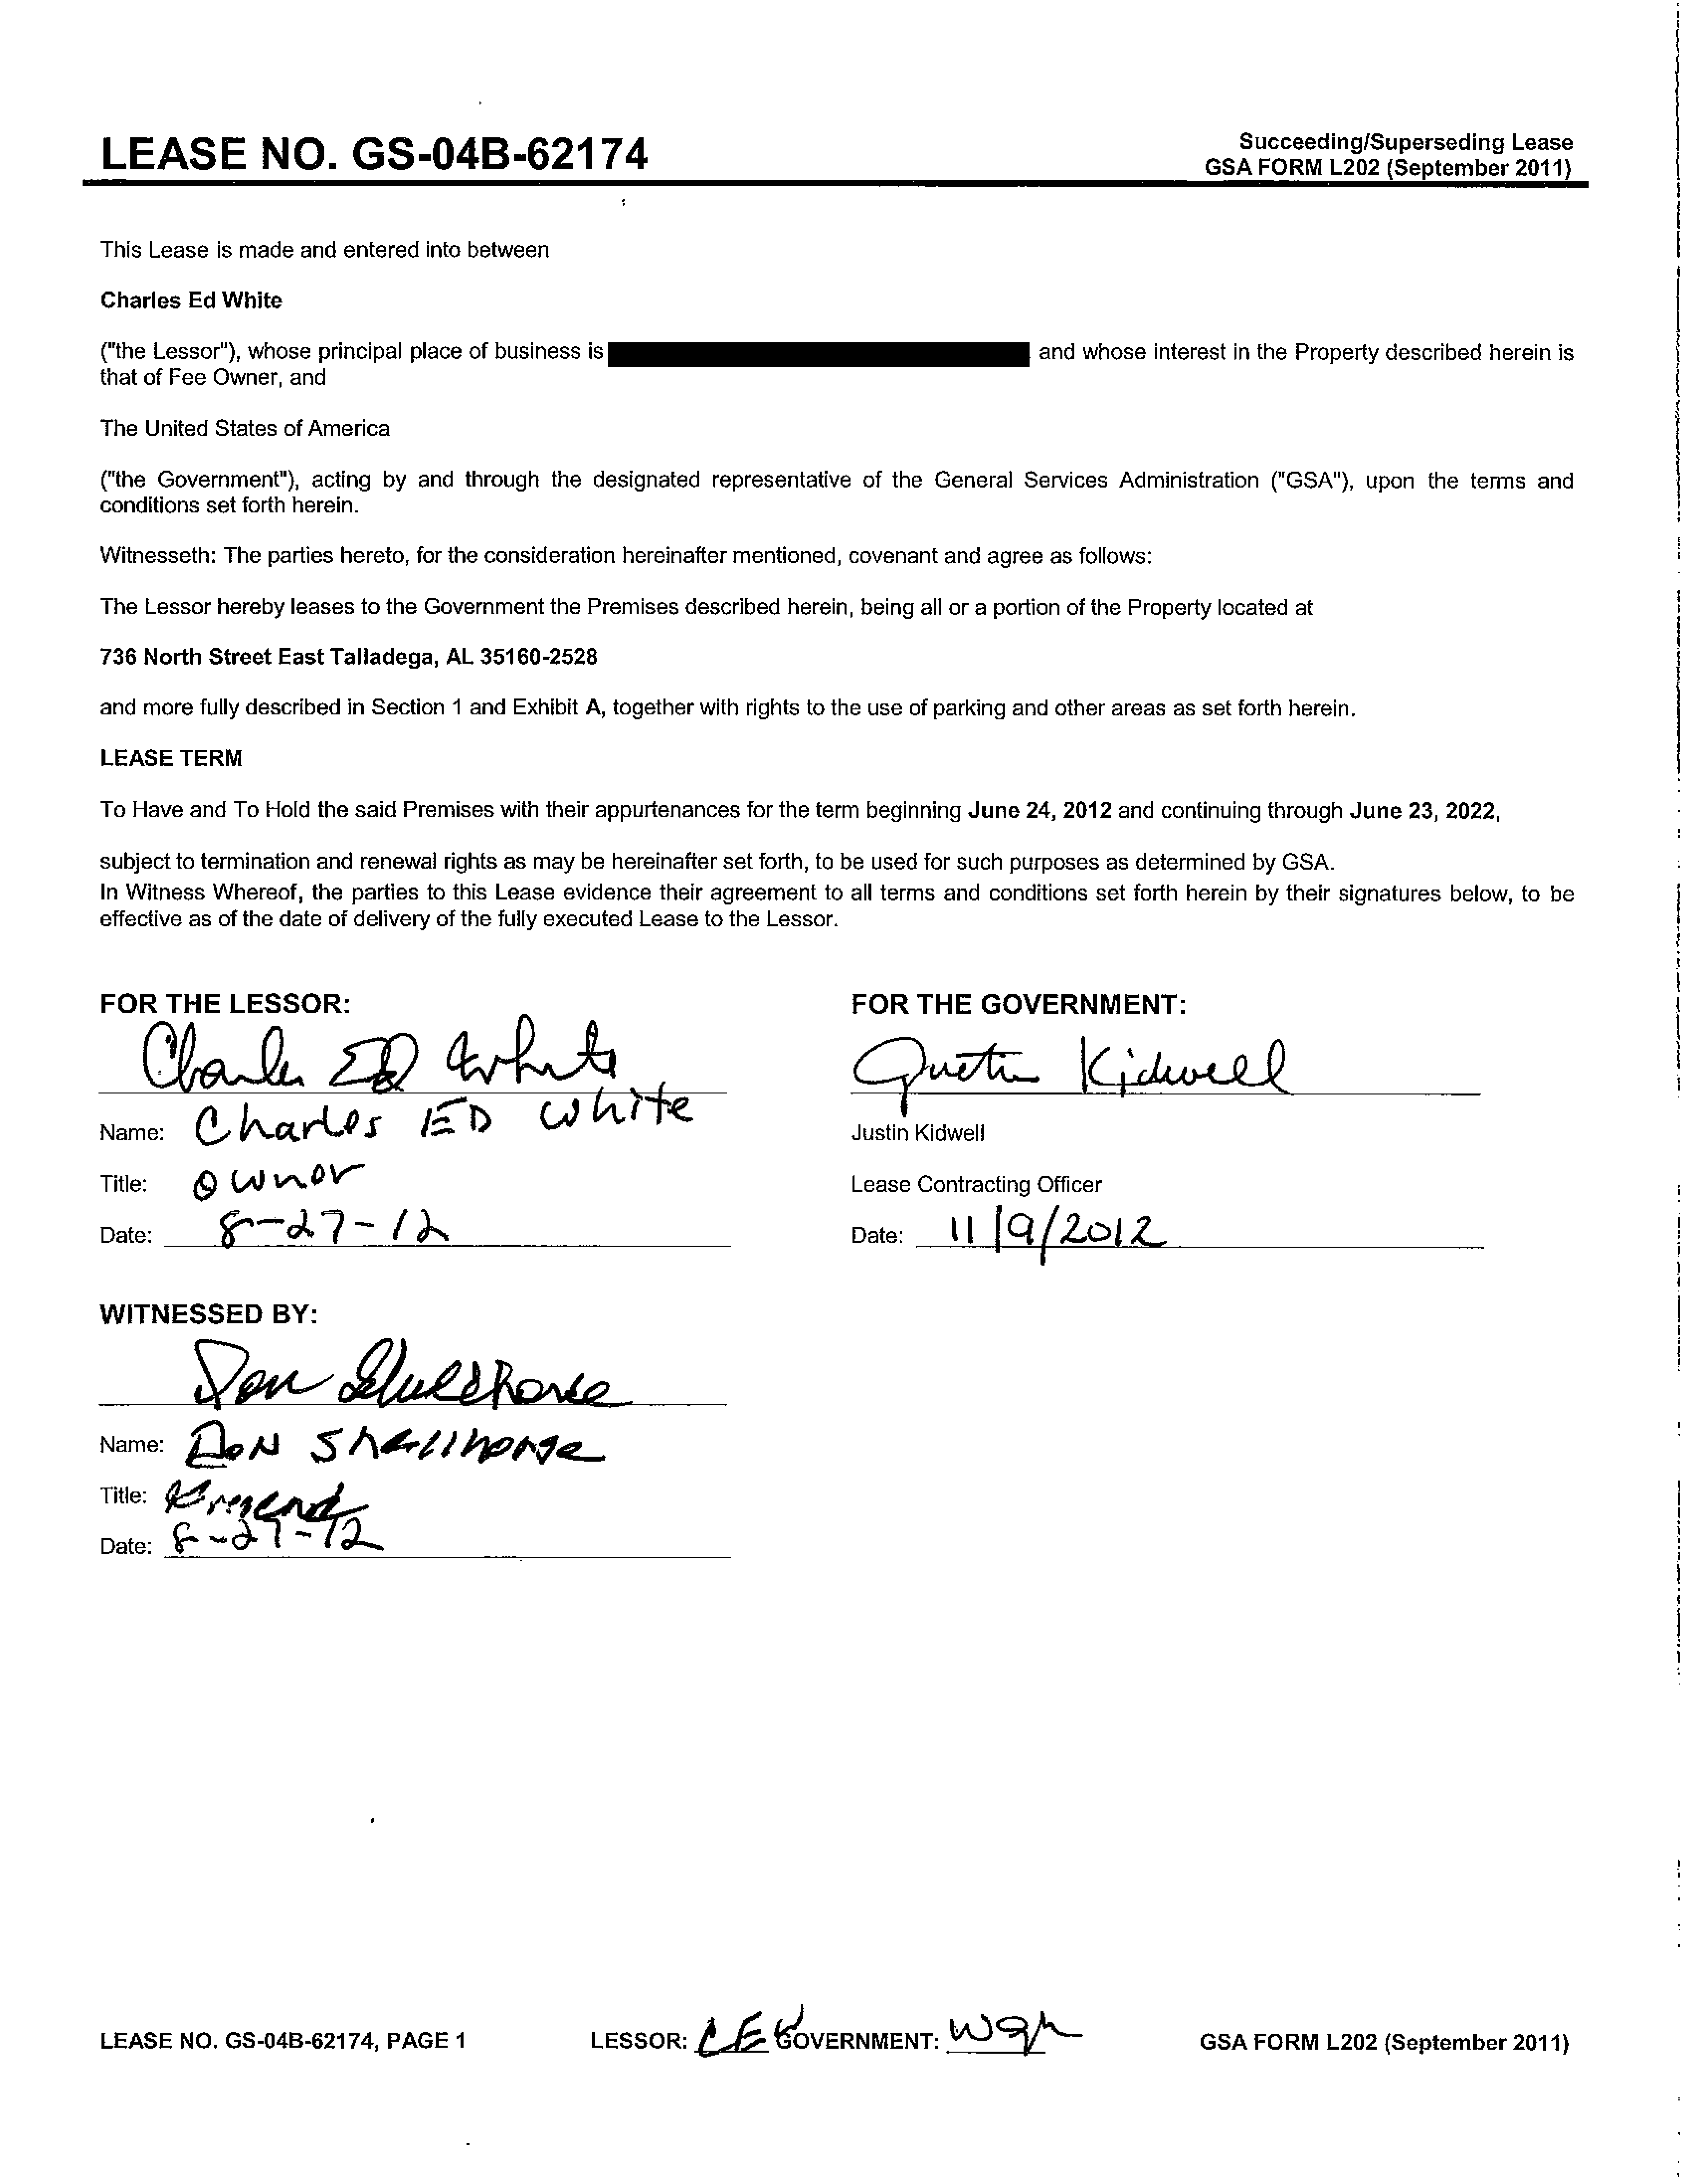 LEASE NO. GS-04B-62174
Succeeding/Superseding Lease
GSA FORM L202 (September 2011)
This Lease is made and entered into between
Charles Ed White
("the Lessor"), whose principal place of business is and whose interest in the Property described herein is
that of Fee Owner, and
The United States of America
("the Government"), acting by and through the designated representative of the General Services Administration ("GSA"), upon the terms and
conditions set forth herein.
Witnesseth: The parties hereto, for the consideration hereinafter mentioned, covenant and agree as follows:
The Lessor hereby leases to the Government the Premises described herein, being all or a portion of the Property located at
736 North Street East Talladega, AL 35160-2528
and more fully described in Section 1 and Exhibit A, together with rights to the use of parking and other areas as set forth herein.
LEASE TERM
To Have and To Hold the said Premises with their appurtenances for the term beginning June 24, 2012 and continuing through June 23, 2022,
subject to termination and renewal rights as may be hereinafter set forth, to be used for such purposes as determined by GSA.
In Witness Whereof, the parties to this Lease evidence their agreement to all terms and conditions set forth herein by their signatures below, to be
effective as of the date of delivery of the fully executed Lease to the Lessor.
FOR THE LESSOR:
Charles Ed White
Name: Charles ED White
Title: Owner
Date: 8-27-12
FOR THE GOVERNMENT:
Justin Kidwell
Justin Kidwell
Lease Contracting Officer
Date: 11/9/2012
WITNESSED BY:
Don Shellhorse
Name: DoN Shellhorse
Title:
Date: 8-27-12
LEASE NO. GS-04B-62174, PAGE 1
LESSOR: CEW GOVERNMENT:
GSA FORM L202 (September 2011)